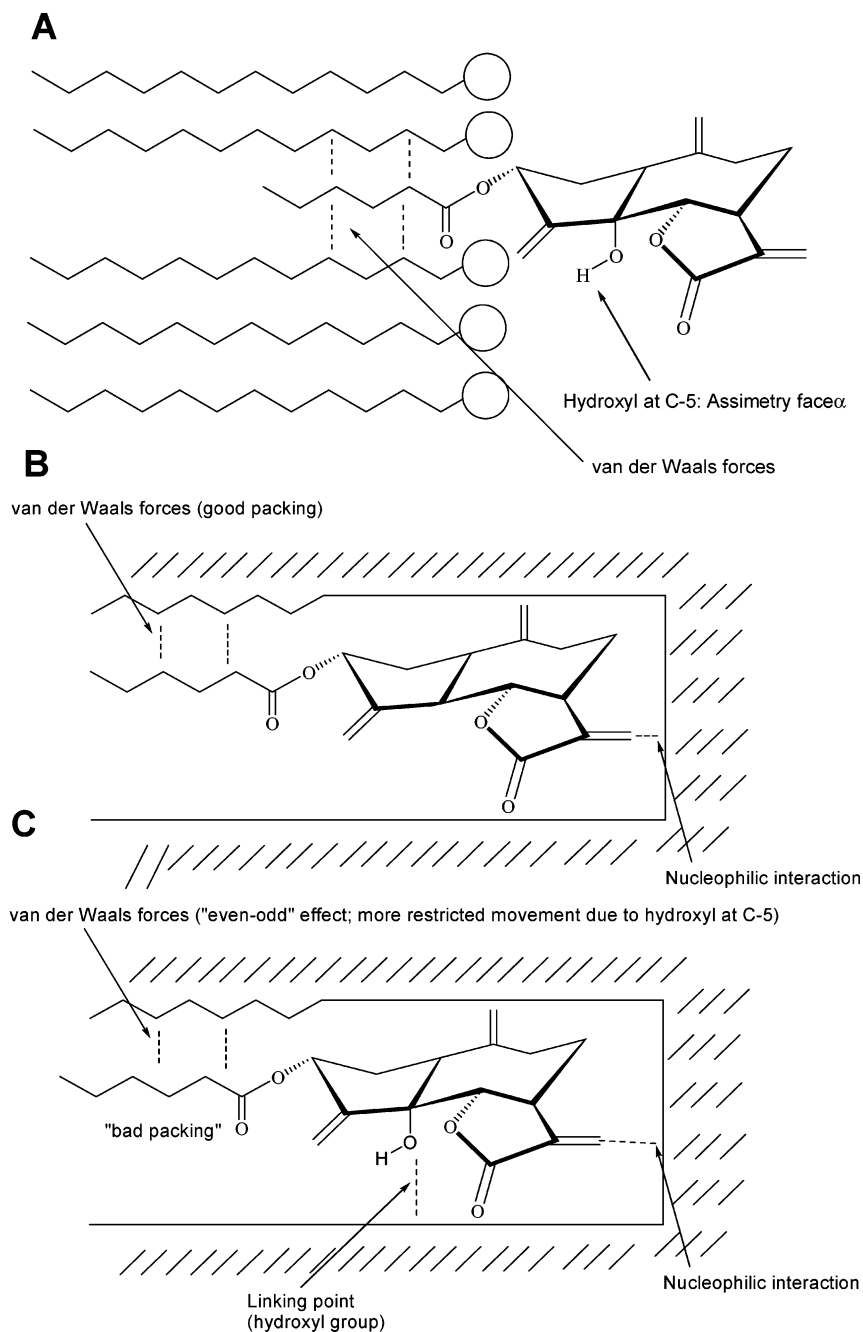 A
O
O
O
H
O
O
Hydroxyl at C-5: Assimetry faceα
van der Waals forces
B
van der Waals forces (good packing)
O
O
O
O
Nucleophilic interaction
C
van der Waals forces ("even-odd" effect; more restricted movement due to hydroxyl at C-5)
O
O
"bad packing"
H
O
O
O
Nucleophilic interaction
Linking point
(hydroxyl group)